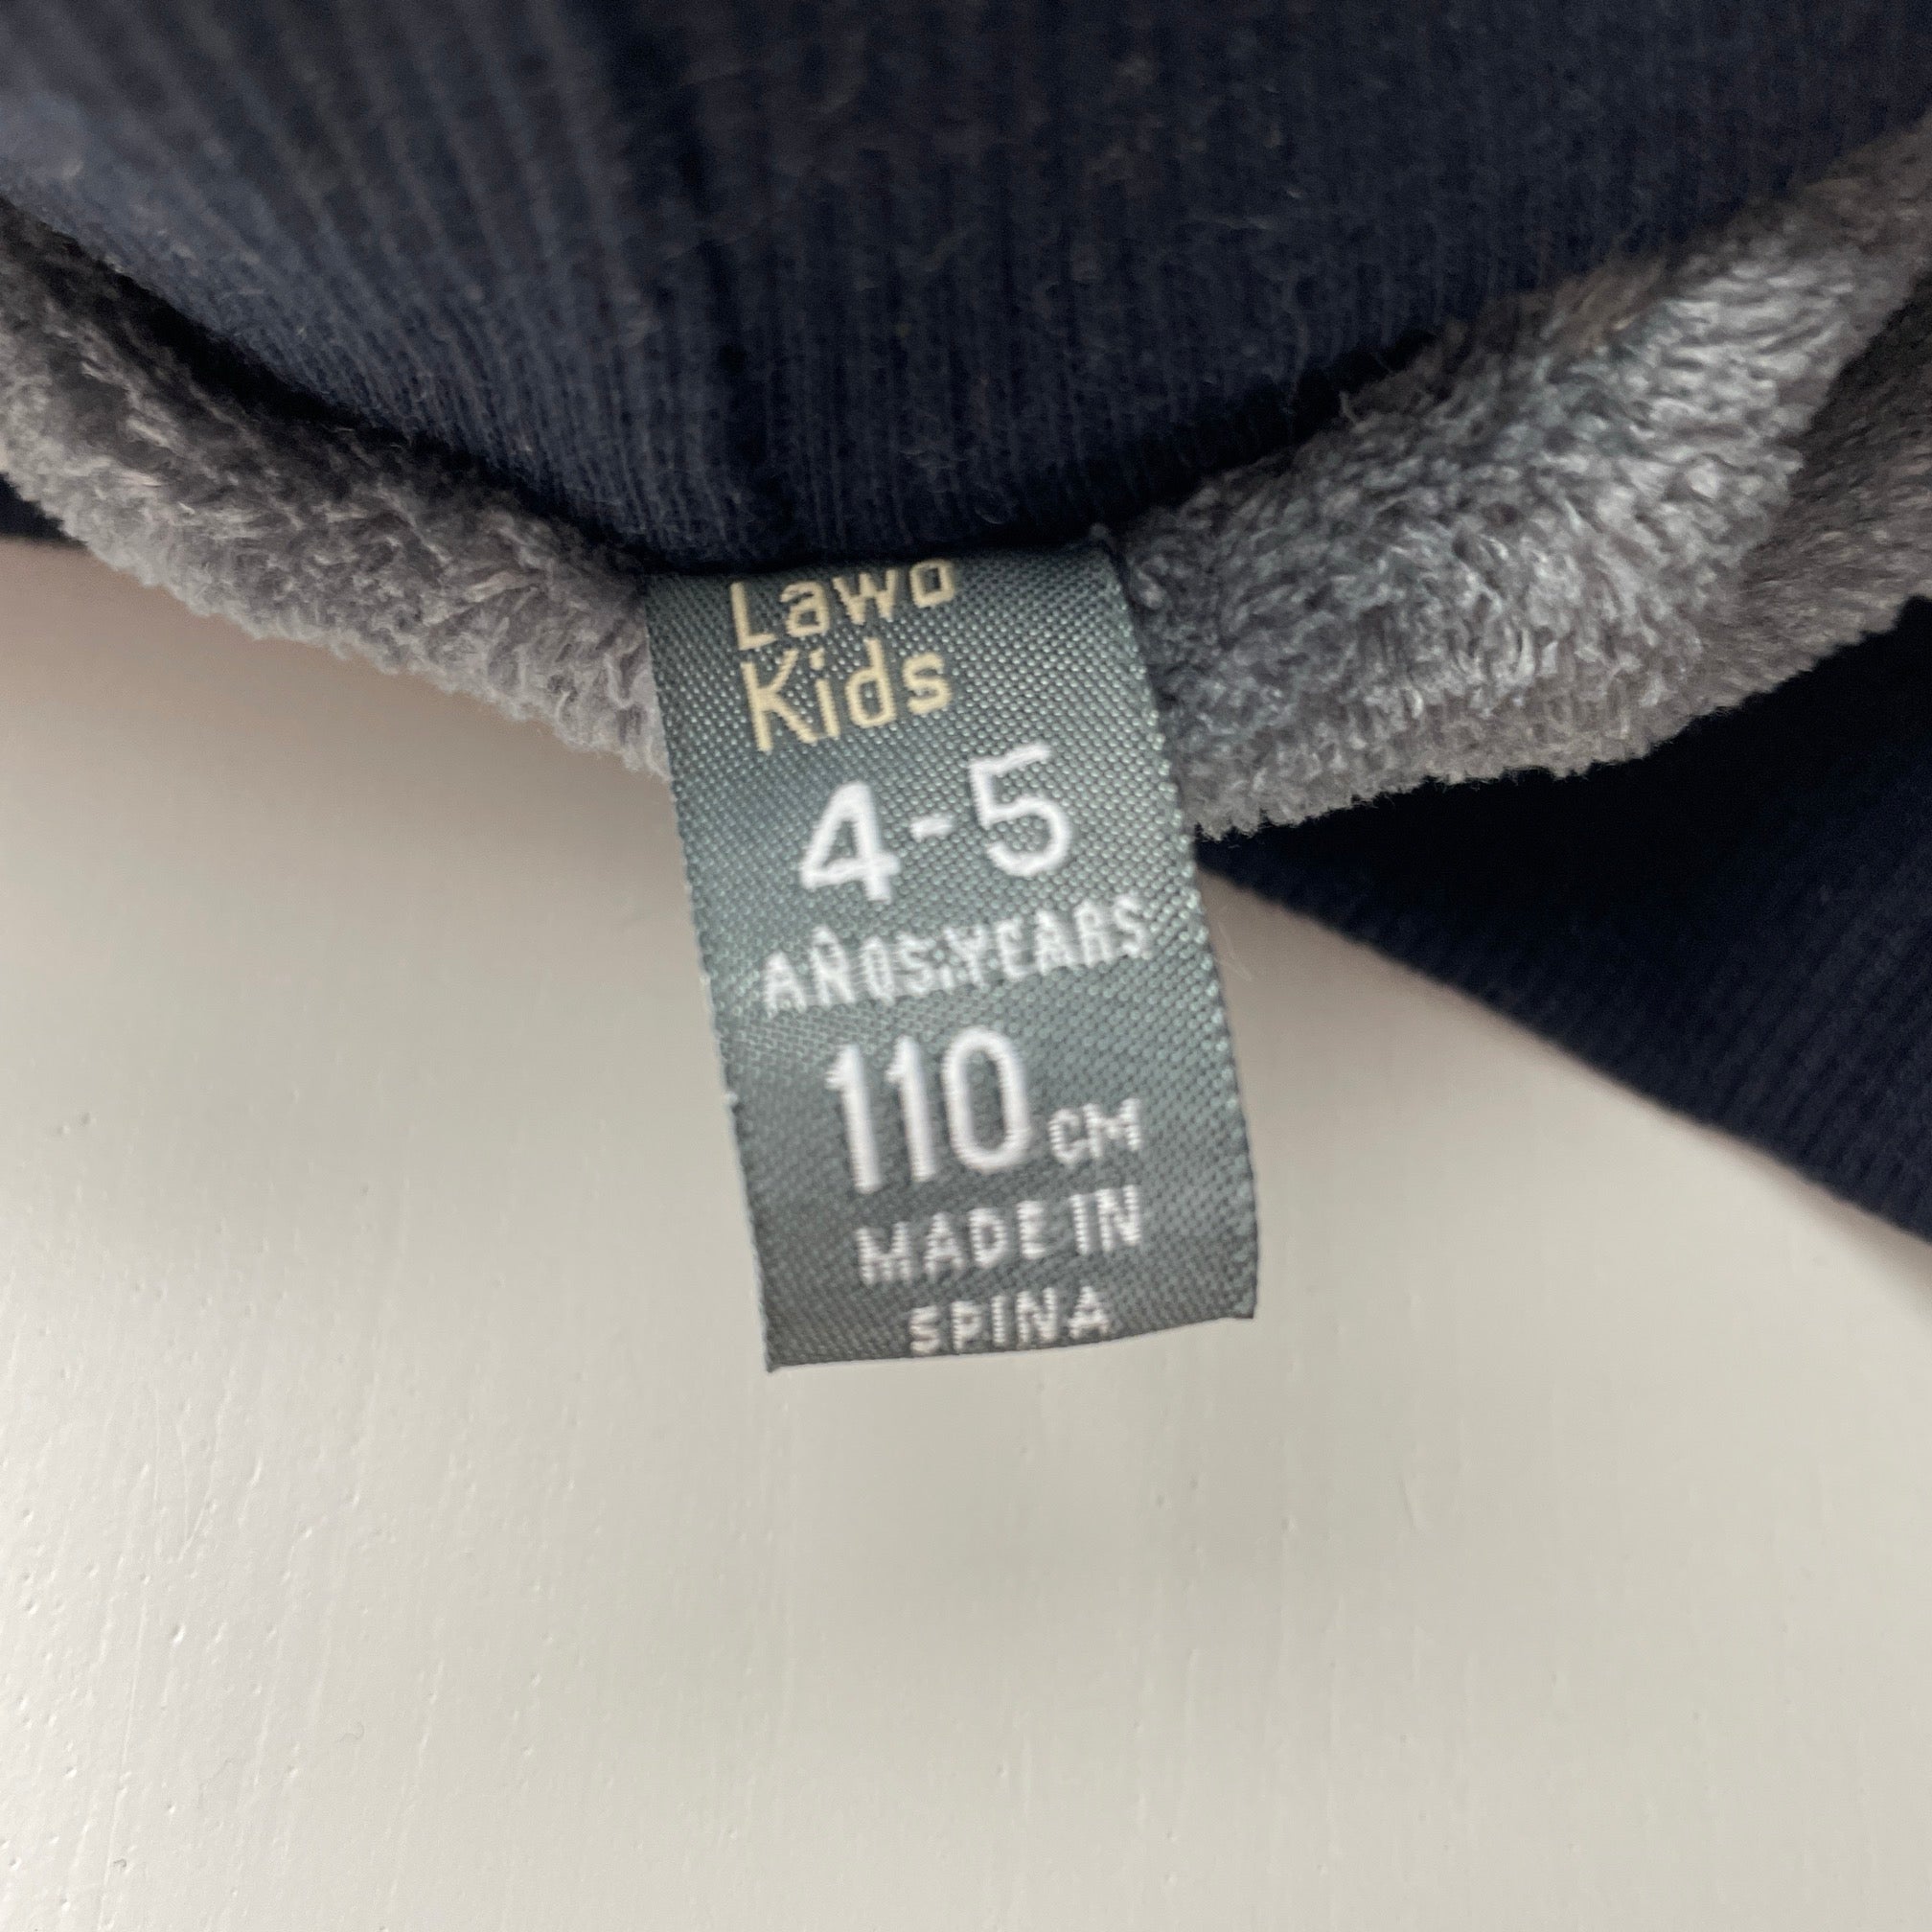 Lawo
Kids
4-5
AÑOS:YEARS
110 CM
MADE IN
SPINA